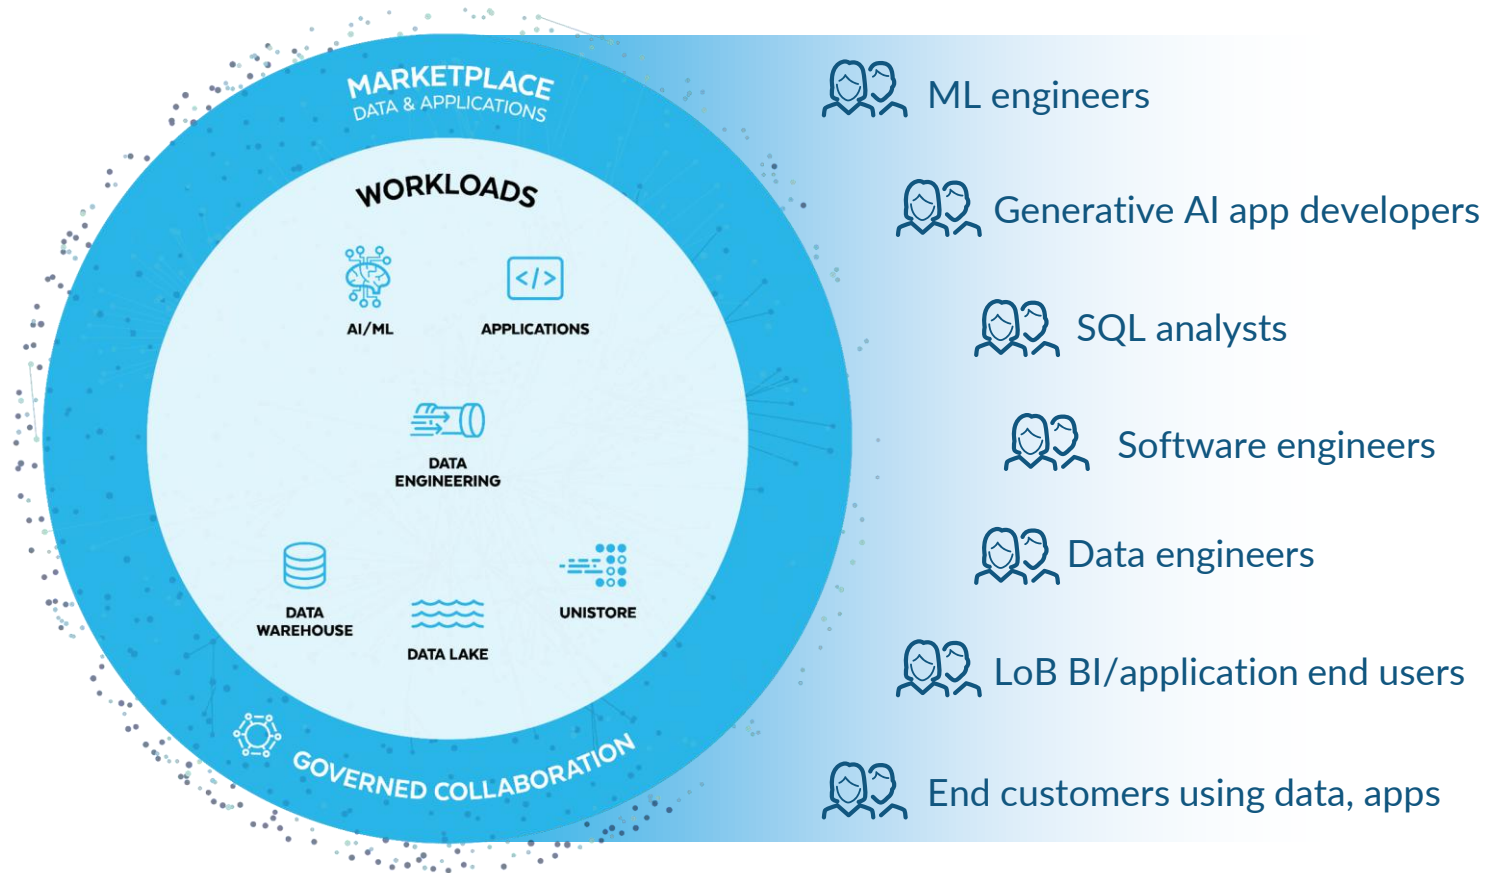 MARKETPLACE
DATA & APPLICATIONS
WORKLOADS
AI/ML
APPLICATIONS
DATA
ENGINEERING
DATA
WAREHOUSE
DATA LAKE
UNISTORE
GOVERNED COLLABORATION
ML engineers
Generative AI app developers
SQL analysts
Software engineers
Data engineers
LoB BI/application end users
End customers using data, apps